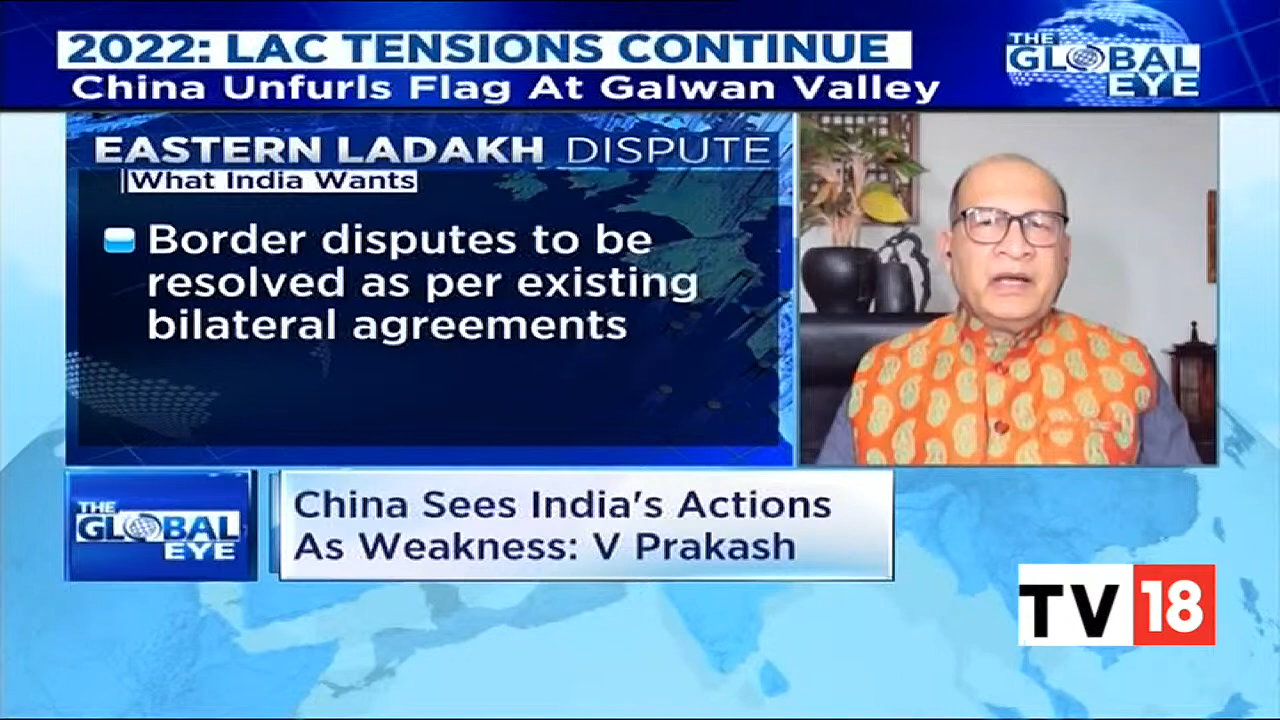 2022: LAC TENSIONS CONTINUE
China Unfurls Flag At Galwan Valley
THE
GLOBAL
EYE
EASTERN LADAKH DISPUTE
What India Wants
Border disputes to be
resolved as per existing
bilateral agreements
THE
GLOBAL
EYE
China Sees India's Actions
As Weakness: V Prakash
TV 18